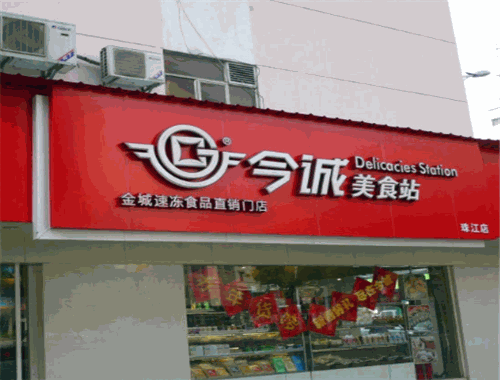 今诚
Delicacies Station
美食站
金城速冻食品直销门店
珠江店